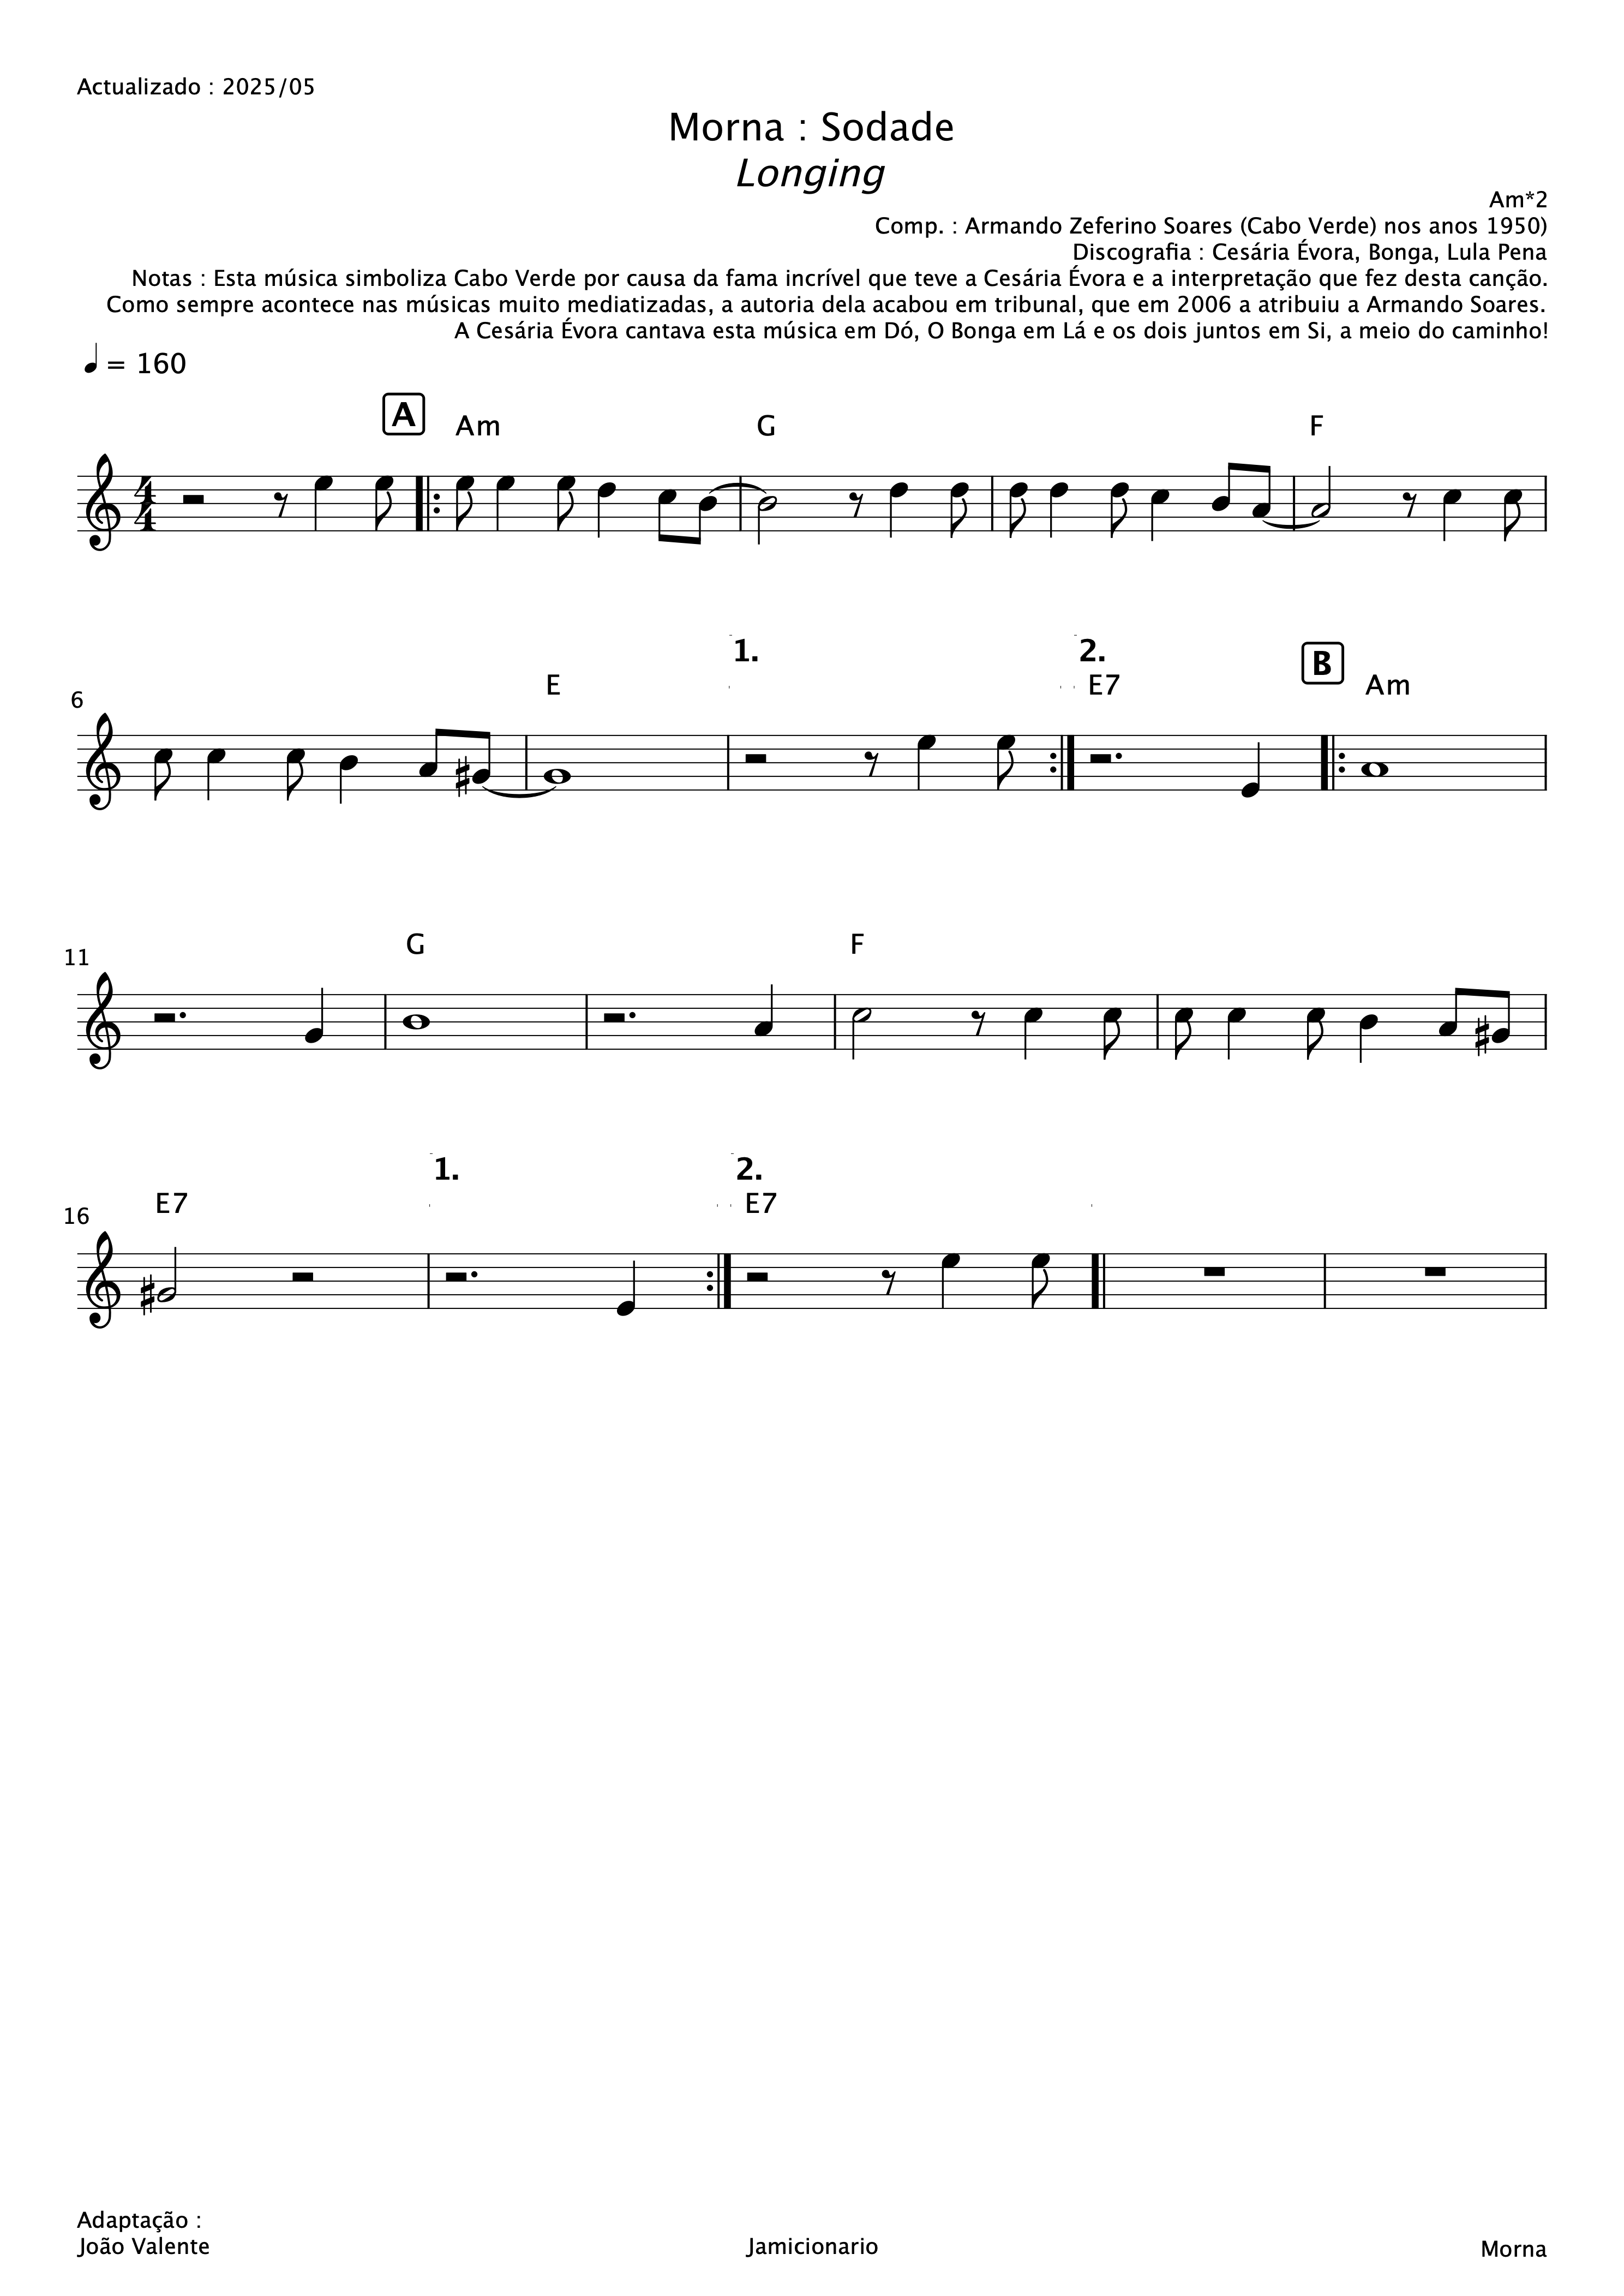 Actualizado : 2025/05
Morna : Sodade
Longing
Am*2
Comp. : Armando Zeferino Soares (Cabo Verde) nos anos 1950)
Discografia : Cesária Évora, Bonga, Lula Pena
Notas : Esta música simboliza Cabo Verde por causa da fama incrível que teve a Cesária Évora e a interpretação que fez desta canção.
Como sempre acontece nas músicas muito mediatizadas, a autoria dela acabou em tribunal, que em 2006 a atribuiu a Armando Soares.
A Cesária Évora cantava esta música em Dó, O Bonga em Lá e os dois juntos em Si, a meio do caminho!
= 160
A Am G F
4
4
1. 2. B
E E7 Am
6
G F
11
1. 2.
E7 E7
16
Adaptação :
João Valente Jamicionario Morna